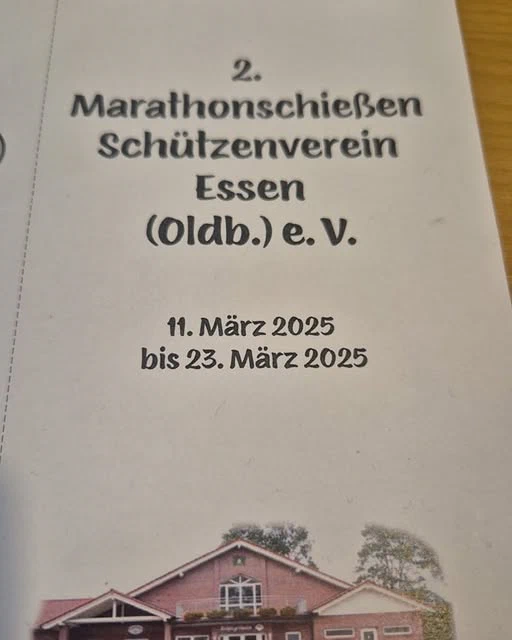 2.
Marathonschießen
Schützenverein
Essen
(Oldb.) e. V.
11. März 2025
bis 23. März 2025